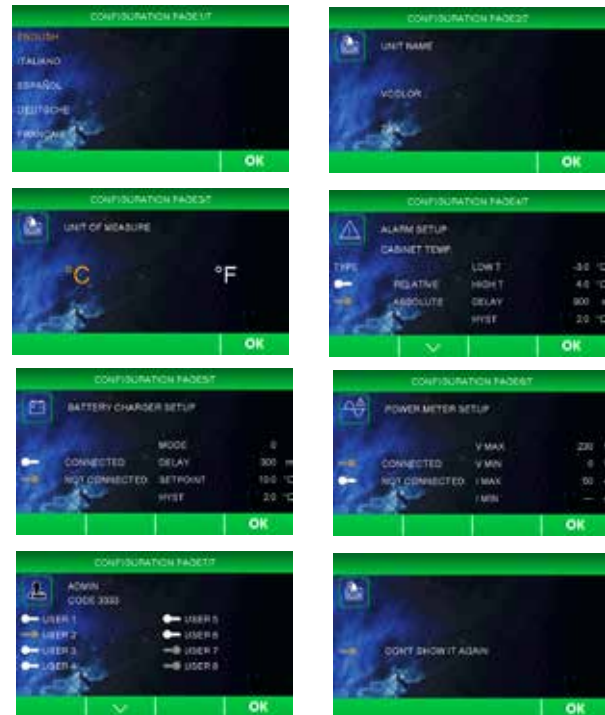 CONFIGURATION PAGE1/7
ENGLISH
ITALIANO
ESPAÑOL
DEUTSCHE
FRANÇAIS
OK
CONFIGURATION PAGE2/7
UNIT NAME
VCOLOR
OK
CONFIGURATION PAGE3/7
UNIT OF MEASURE
°C °F
OK
CONFIGURATION PAGE4/7
ALARM SETUP
CABINET TEMP.
TYPE LOW T -3.0 °C
RELATIVE HIGH T 4.0 °C
ABSOLUTE DELAY 900
HYST 2.0 °C
OK
CONFIGURATION PAGE5/7
BATTERY CHARGER SETUP
MODE 0
CONNECTED DELAY 300
NOT CONNECTED SETPOINT 10.0 °C
HYST 2.0 °C
OK
CONFIGURATION PAGE6/7
POWER METER SETUP
V MAX 230
CONNECTED V MIN 0
NOT CONNECTED I MAX 50
I MIN ---
OK
CONFIGURATION PAGE7/7
ADMIN
CODE 3333
USER 1 USER 5
USER 2 USER 6
USER 3 USER 7
USER 4 USER 8
OK
DON'T SHOW IT AGAIN
OK